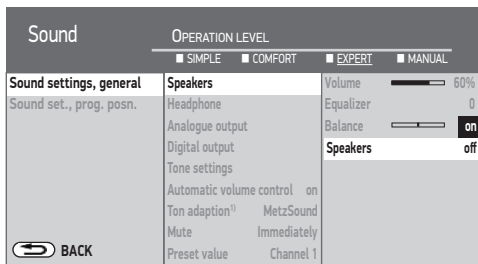 Sound
OPERATION LEVEL
SIMPLE COMFORT EXPERT MANUAL
Sound settings, general
Sound set., prog. posn.
Speakers
Headphone
Analogue output
Digital output
Tone settings
Automatic volume control on
Ton adaption1) MetzSound
Mute Immediately
Preset value Channel 1
Volume 60%
Equalizer 0
Balance on
Speakers off
BACK